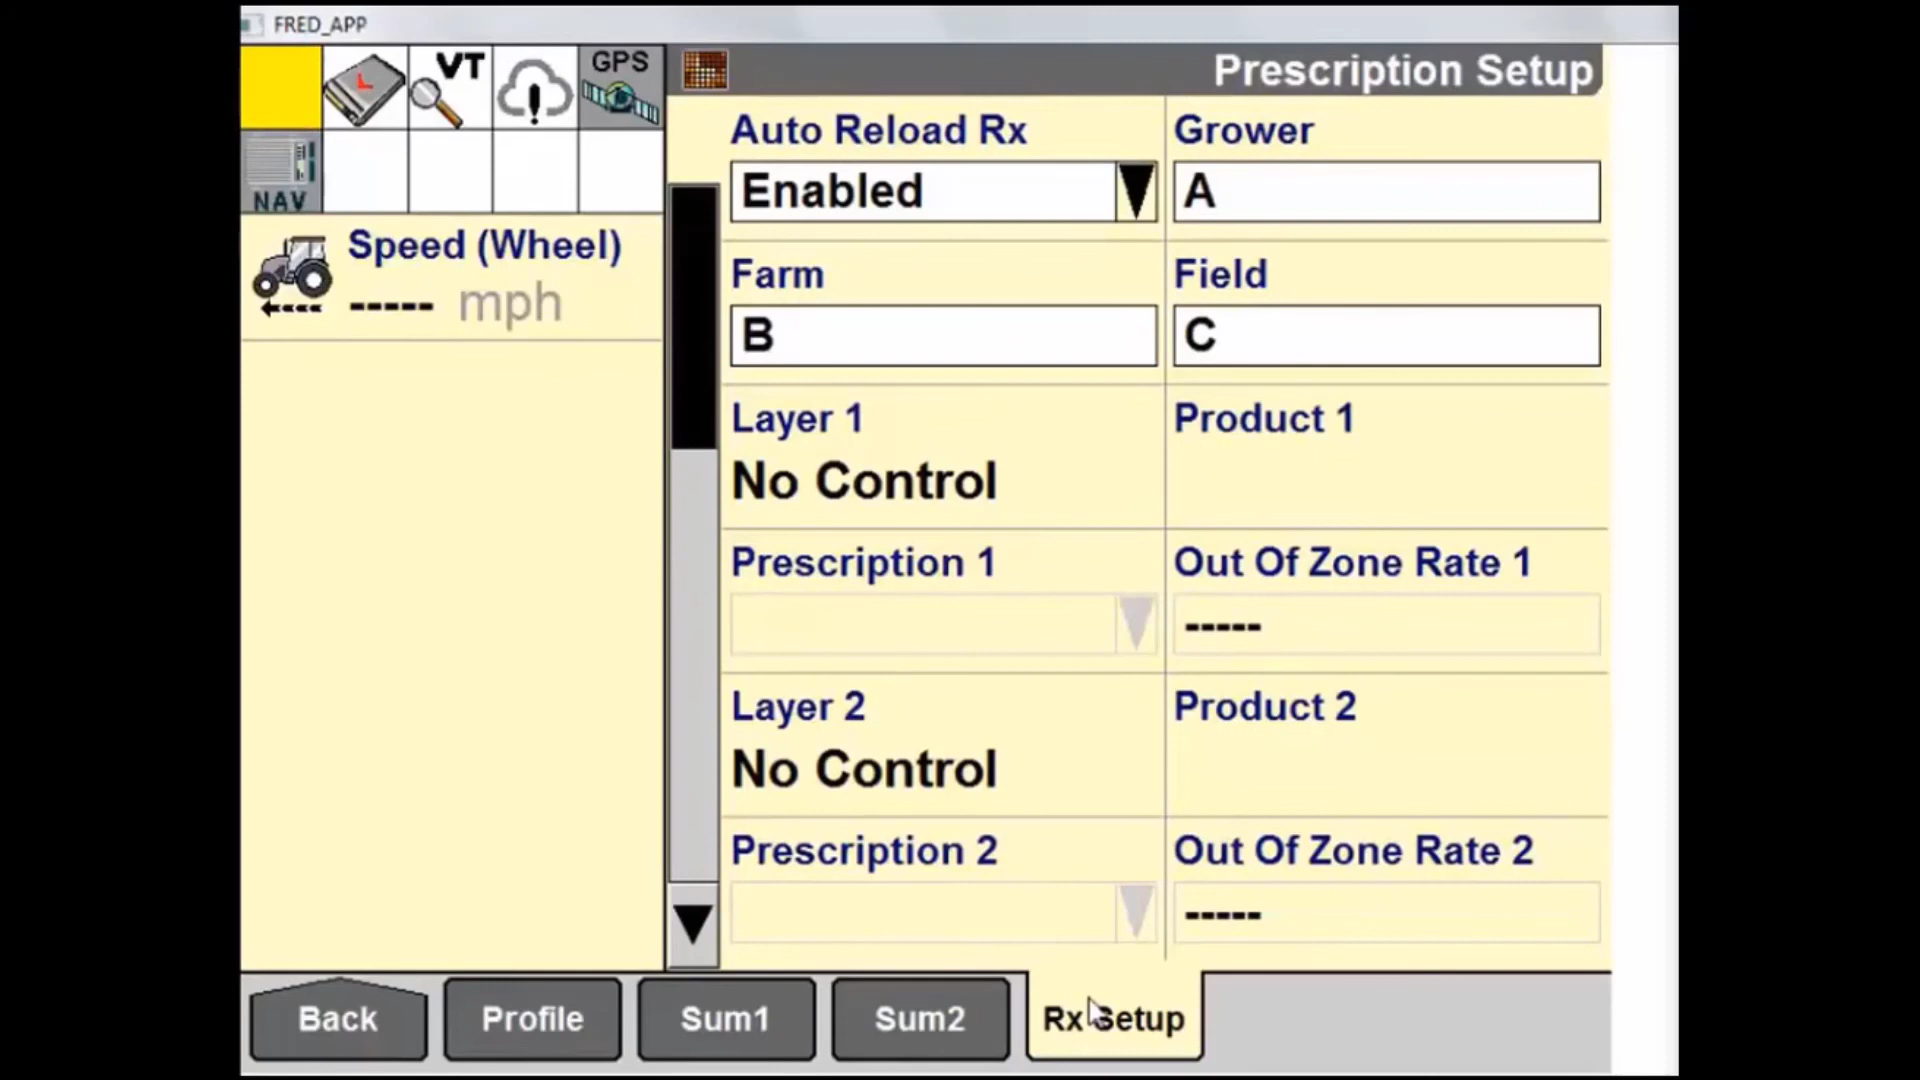 FRED_APP
VT
GPS
NAV
Speed (Wheel)
----- mph
Prescription Setup
Auto Reload Rx
Enabled
Grower
A
Farm
B
Field
C
Layer 1
No Control
Product 1
Prescription 1
Out Of Zone Rate 1
-----
Layer 2
No Control
Product 2
Prescription 2
Out Of Zone Rate 2
-----
Back
Profile
Sum1
Sum2
Rx Setup